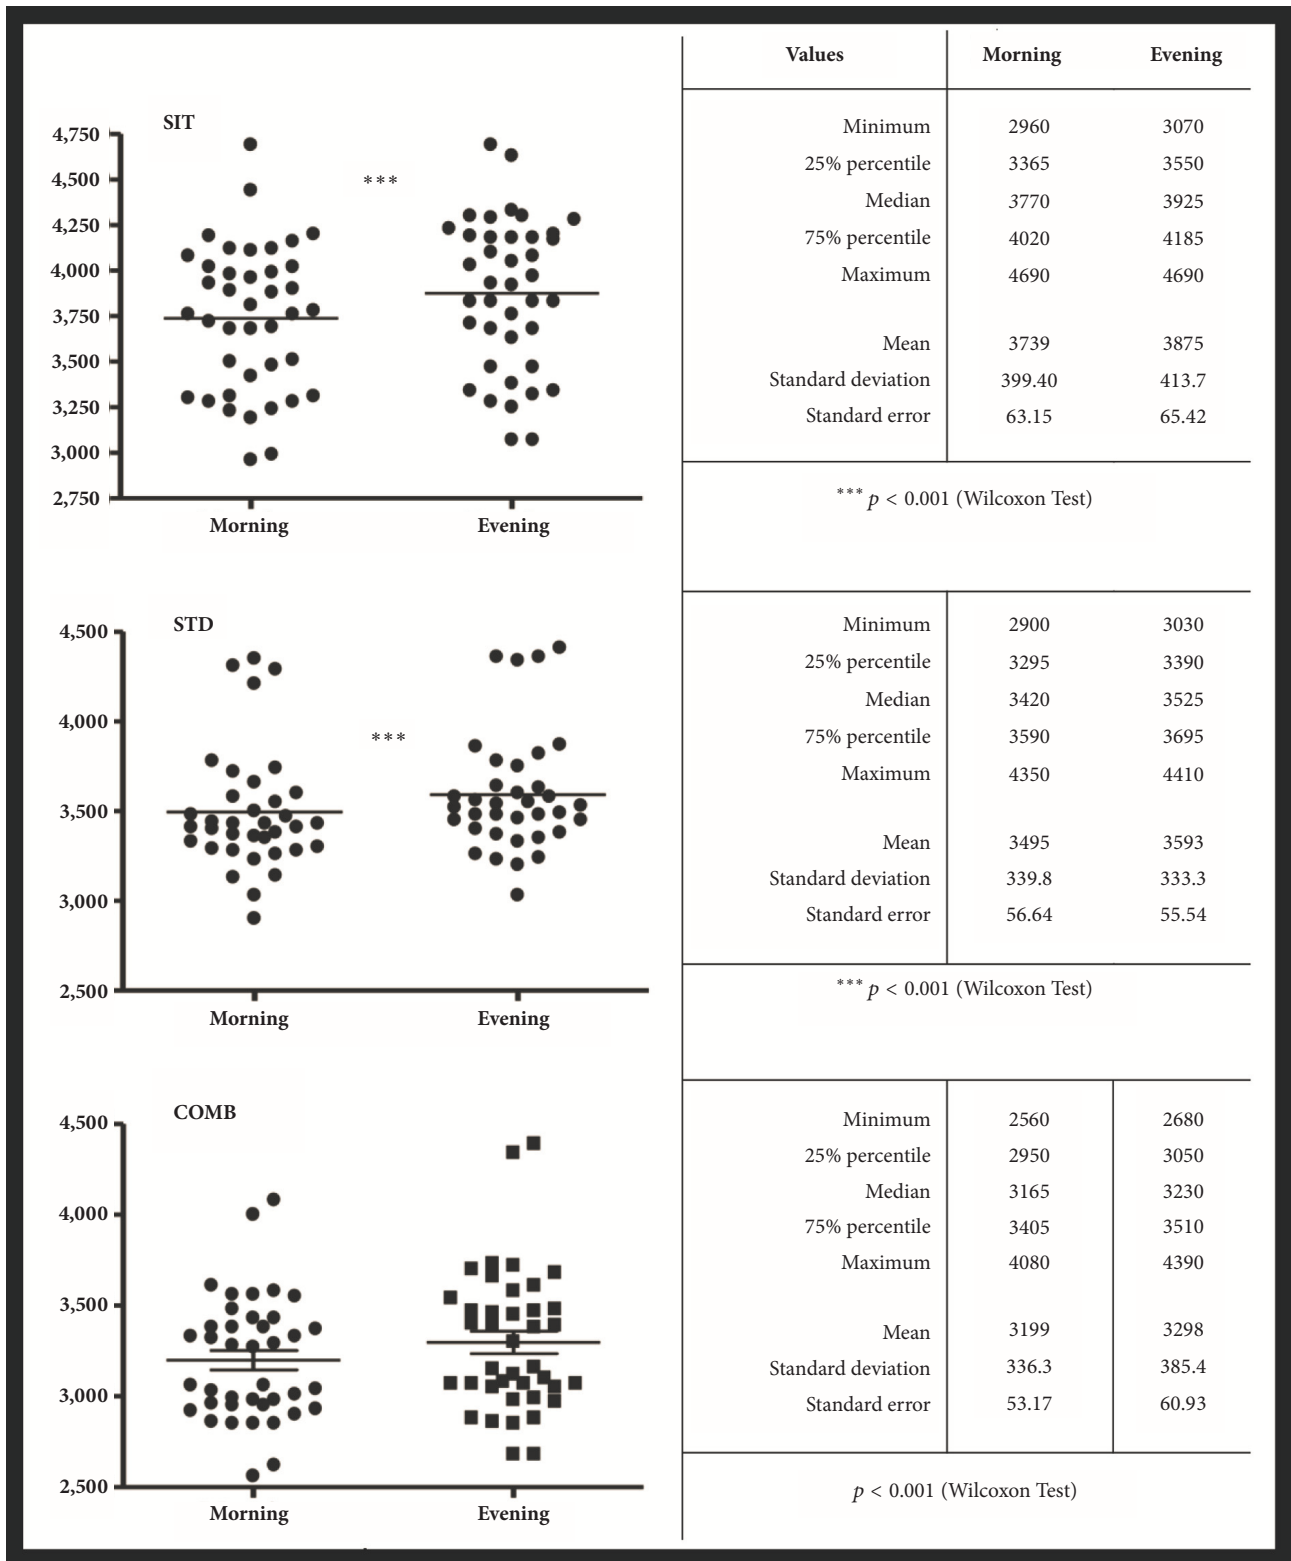 Values Morning Evening
SIT
4,750
4,500
4,250
4,000
3,750
3,500
3,250
3,000
2,750
***
Morning Evening
Minimum 2960 3070
25% percentile 3365 3550
Median 3770 3925
75% percentile 4020 4185
Maximum 4690 4690
Mean 3739 3875
Standard deviation 399.40 413.7
Standard error 63.15 65.42
*** p < 0.001 (Wilcoxon Test)
STD
4,500
4,000
3,500
3,000
2,500
***
Morning Evening
Minimum 2900 3030
25% percentile 3295 3390
Median 3420 3525
75% percentile 3590 3695
Maximum 4350 4410
Mean 3495 3593
Standard deviation 339.8 333.3
Standard error 56.64 55.54
*** p < 0.001 (Wilcoxon Test)
COMB
4,500
4,000
3,500
3,000
2,500
Morning Evening
Minimum 2560 2680
25% percentile 2950 3050
Median 3165 3230
75% percentile 3405 3510
Maximum 4080 4390
Mean 3199 3298
Standard deviation 336.3 385.4
Standard error 53.17 60.93
p < 0.001 (Wilcoxon Test)